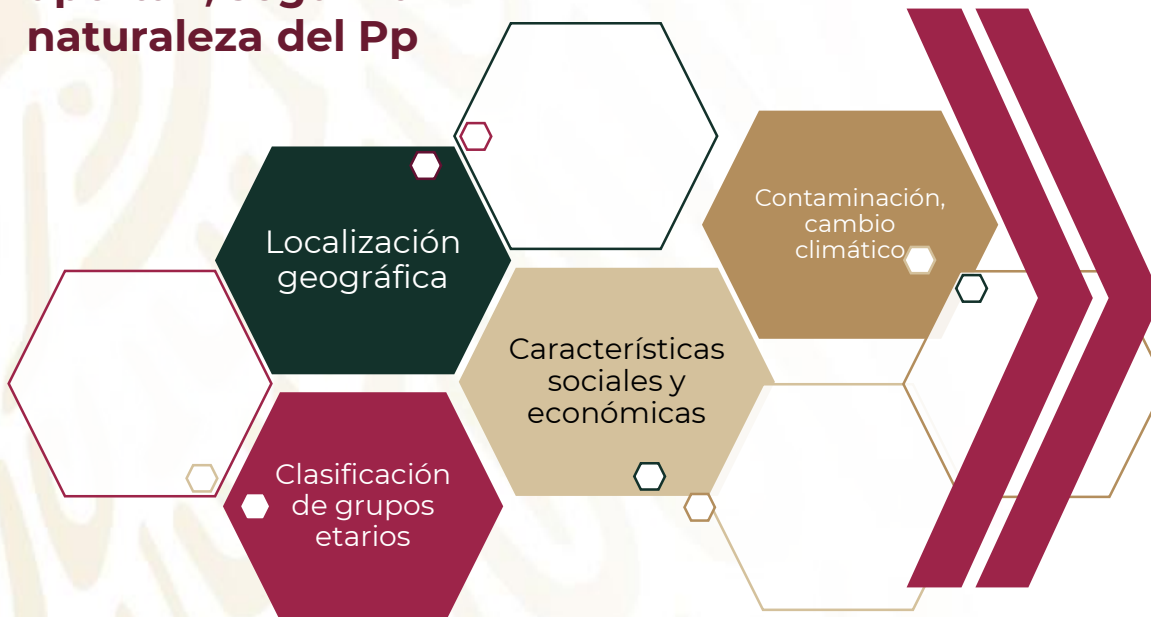 naturaleza del Pp
Localización
geográfica
Contaminación,
cambio
climático
Características
sociales y
económicas
Clasificación
de grupos
etarios